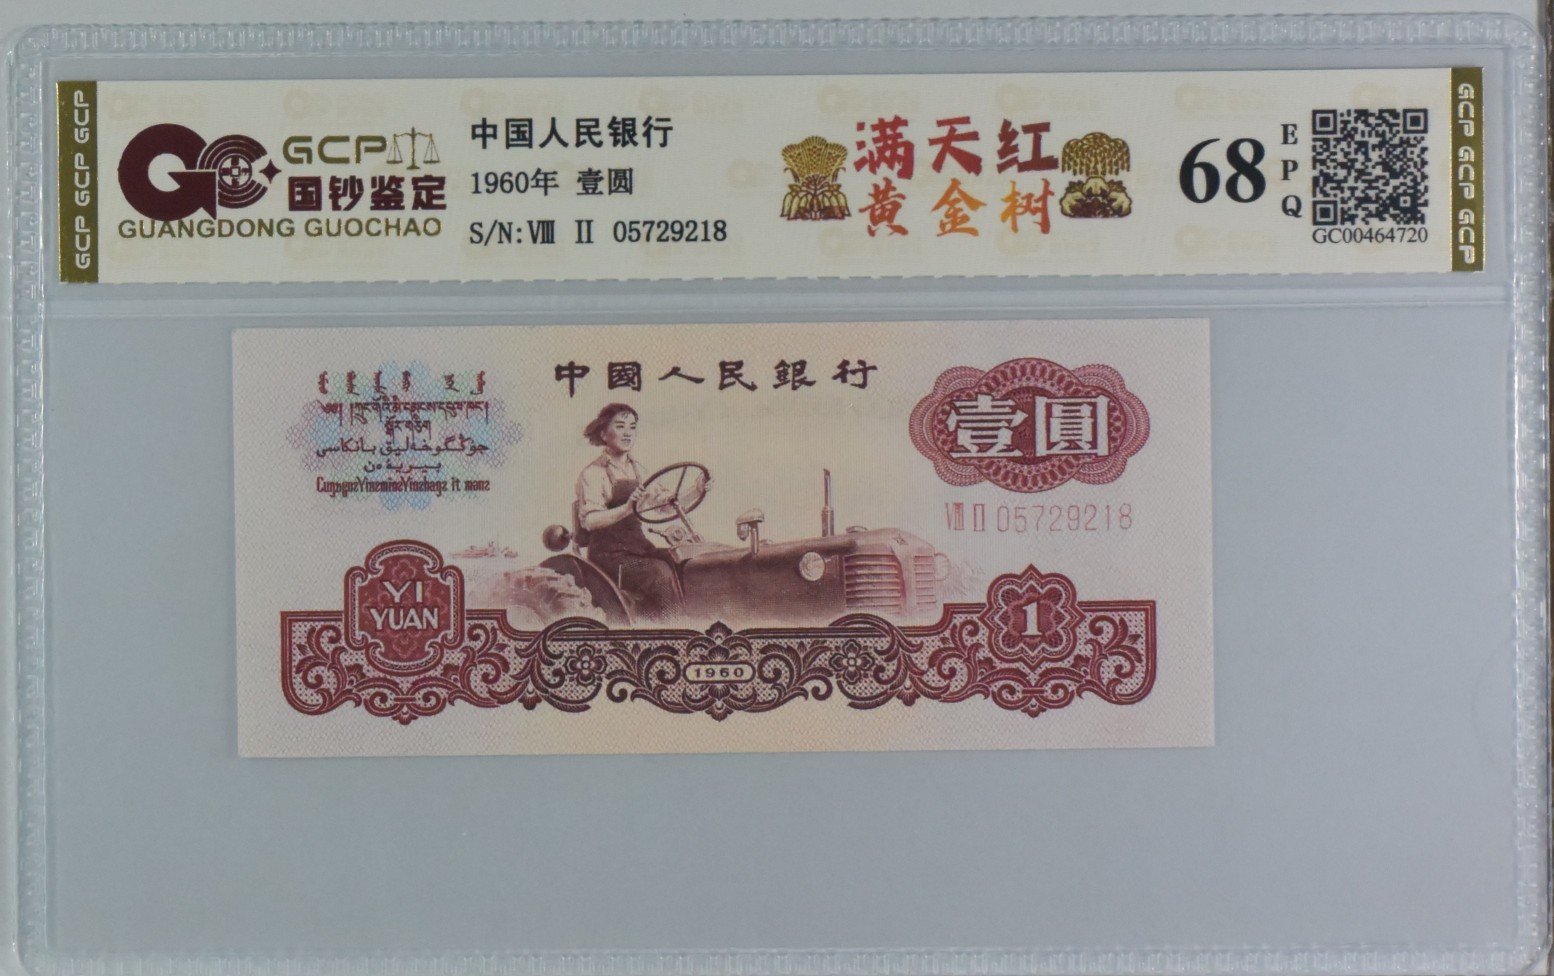 GCP GCP GCP
GCP
国钞鉴定
GUANGDONG GUOCHAO
中国人民银行
1960年 壹圆
S/N: Ⅷ Ⅱ 05729218
满天红
黄金树
68
EPQ
GC00464720
GCP GCP GCP
中國人民銀行
壹圓
Ⅷ Ⅱ 05729218
YI
YUAN
1960
1